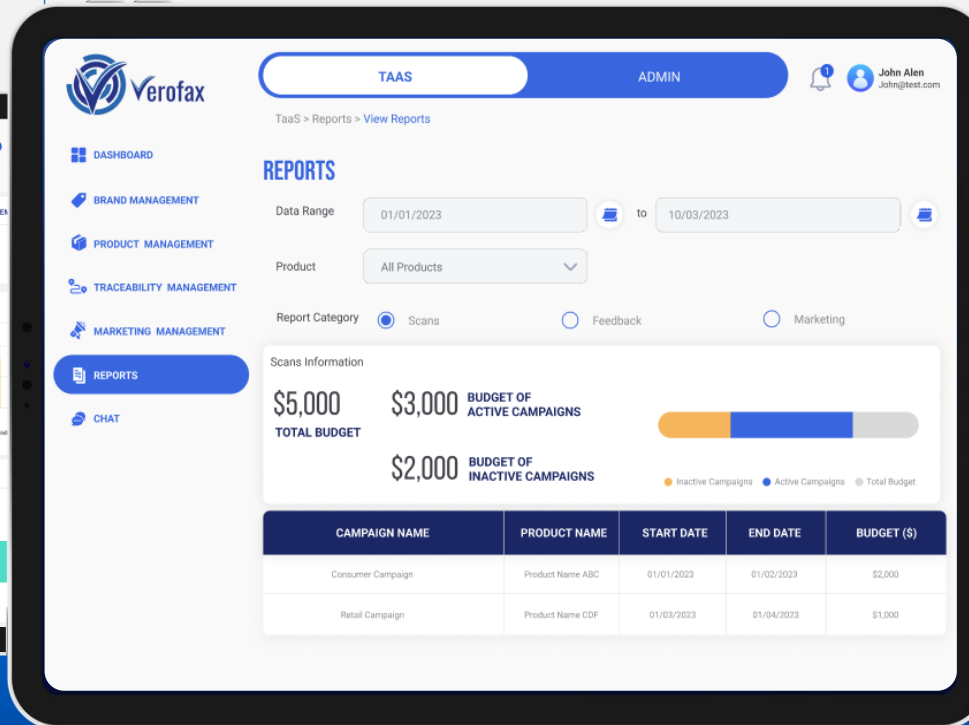 Verofax
TAAS
ADMIN
1
John Alen
John@test.com
TaaS > Reports > View Reports
DASHBOARD
BRAND MANAGEMENT
PRODUCT MANAGEMENT
TRACEABILITY MANAGEMENT
MARKETING MANAGEMENT
REPORTS
CHAT
REPORTS
Data Range
01/01/2023
to
10/03/2023
Product
All Products
Report Category
Scans
Feedback
Marketing
Scans Information
$5,000
TOTAL BUDGET
$3,000
BUDGET OF
ACTIVE CAMPAIGNS
$2,000
BUDGET OF
INACTIVE CAMPAIGNS
Inactive Campaigns
Active Campaigns
Total Budget
CAMPAIGN NAME PRODUCT NAME START DATE END DATE BUDGET ($)
Consumer Campaign Product Name ABC 01/01/2023 01/02/2023 $2,000
Retail Campaign Product Name CDF 01/03/2023 01/04/2023 $1,000